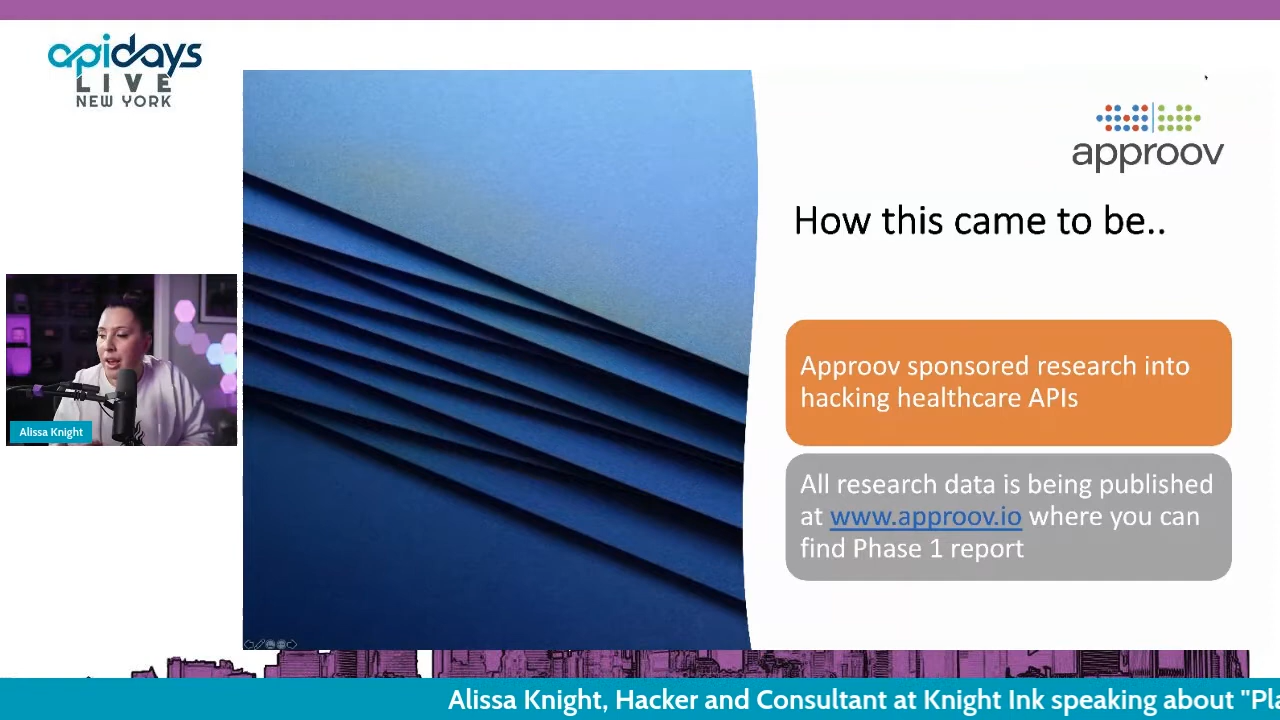 apidays
LIVE
NEW YORK
approov
How this came to be..
Approov sponsored research into
hacking healthcare APIs
All research data is being published
at www.approov.io where you can
find Phase 1 report
Alissa Knight
Alissa Knight, Hacker and Consultant at Knight Ink speaking about "Pla